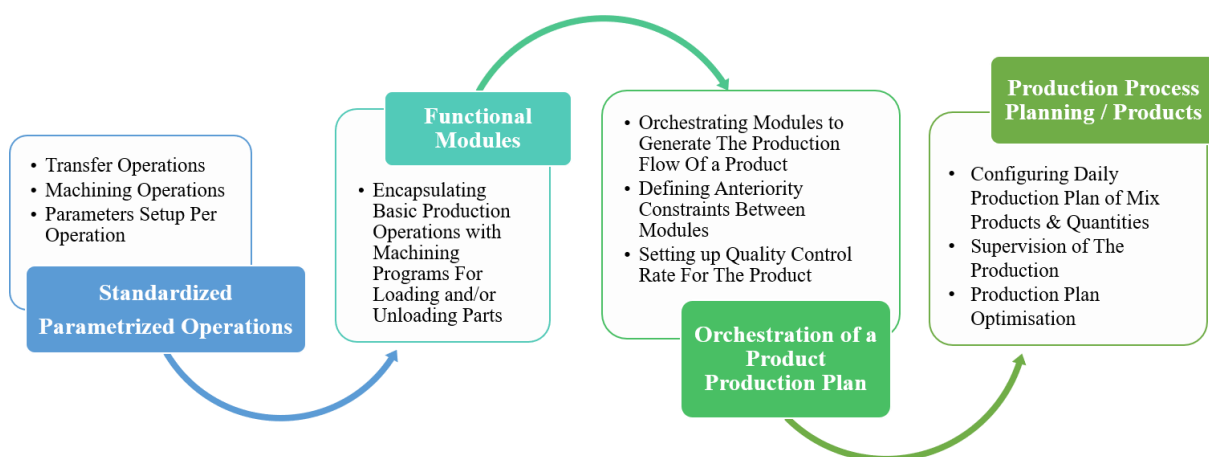 • Transfer Operations
• Machining Operations
• Parameters Setup Per
Operation
Standardized
Parametrized Operations
Functional
Modules
• Encapsulating
Basic Production
Operations with
Machining
Programs For
Loading and/or
Unloading Parts
• Orchestrating Modules to
Generate The Production
Flow Of a Product
• Defining Anteriority
Constraints Between
Modules
• Setting up Quality Control
Rate For The Product
Orchestration of a
Product
Production Plan
Production Process
Planning / Products
• Configuring Daily
Production Plan of Mix
Products & Quantities
• Supervision of The
Production
• Production Plan
Optimisation